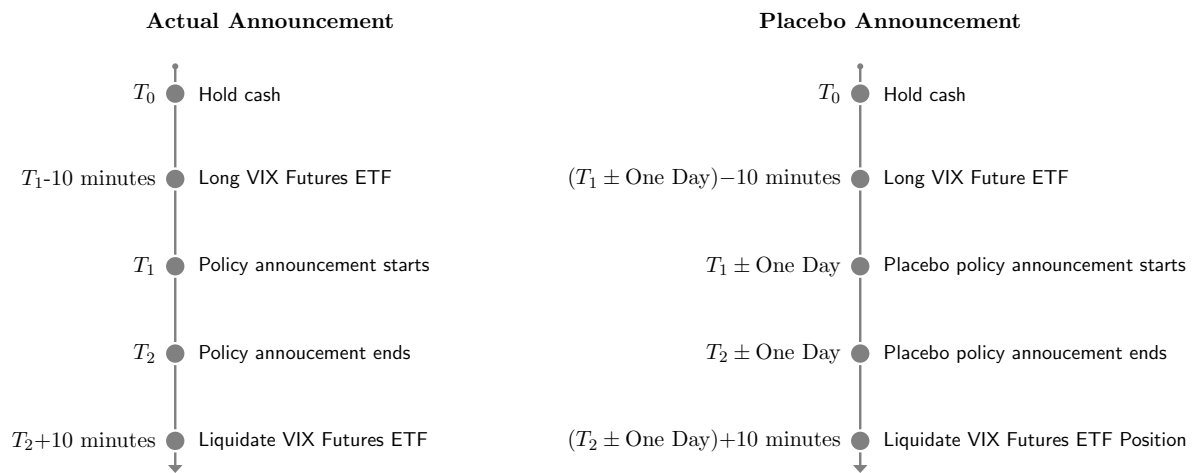 Actual Announcement
T₀ Hold cash
T₁-10 minutes Long VIX Futures ETF
T₁ Policy announcement starts
T₂ Policy annoucement ends
T₂+10 minutes Liquidate VIX Futures ETF
Placebo Announcement
T₀ Hold cash
(T₁ ± One Day)−10 minutes Long VIX Future ETF
T₁ ± One Day Placebo policy announcement starts
T₂ ± One Day Placebo policy annoucement ends
(T₂ ± One Day)+10 minutes Liquidate VIX Futures ETF Position